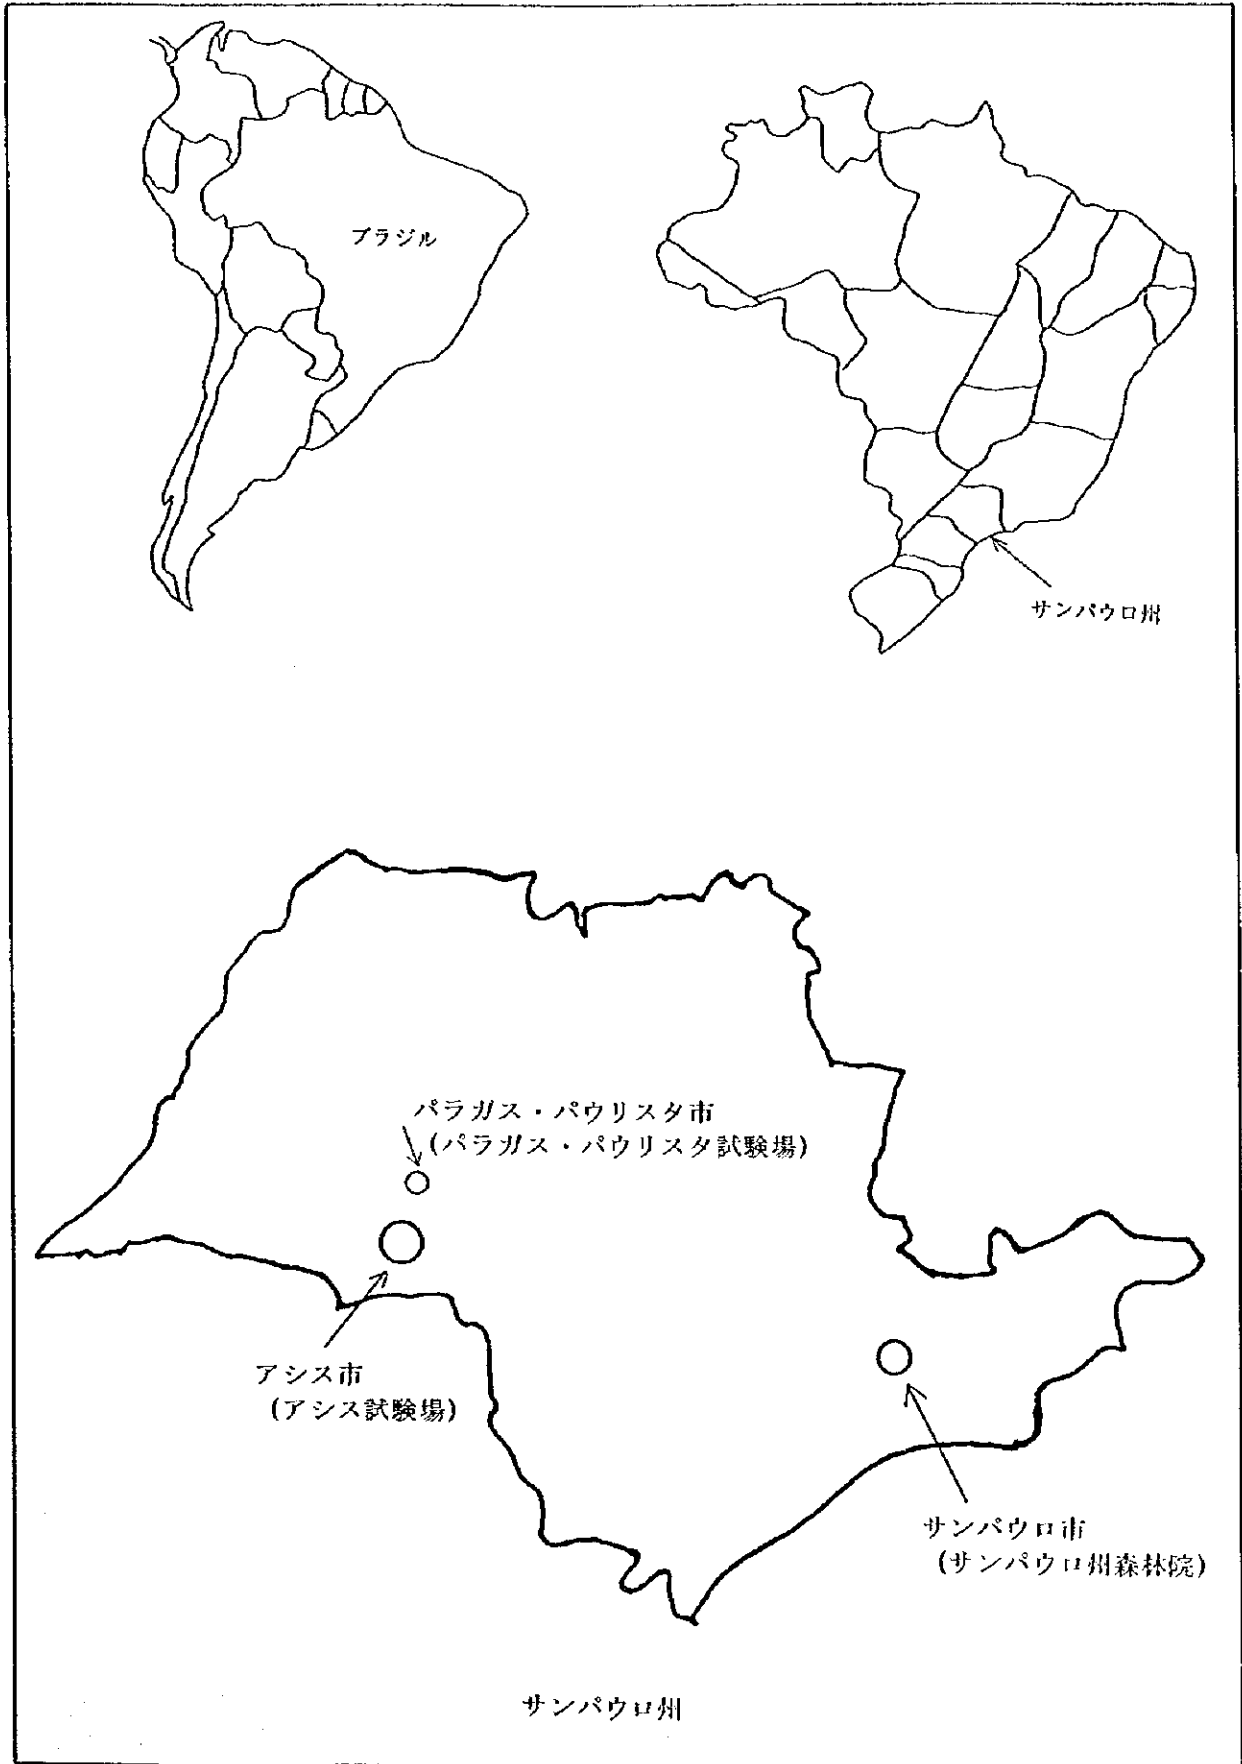 ブラジル
サンパウロ州
パラガス・パウリスタ市
(パラガス・パウリスタ試験場)
アシス市
(アシス試験場)
サンパウロ市
(サンパウロ州森林院)
サンパウロ州